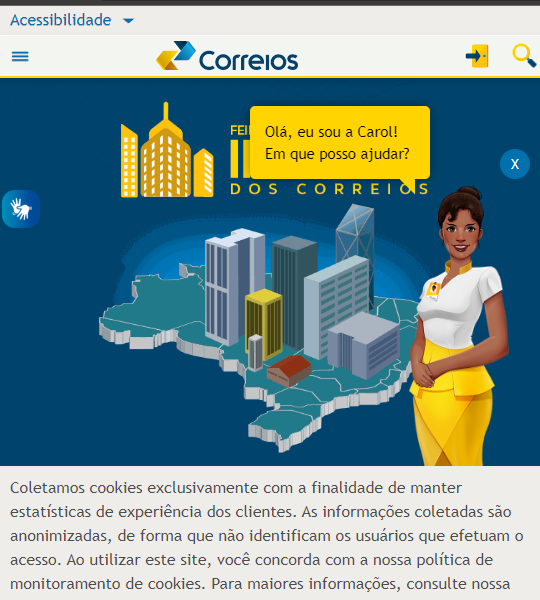 Acessibilidade
Correios
Olá, eu sou a Carol!
Em que posso ajudar?
X
DOS CORREIOS
Coletamos cookies exclusivamente com a finalidade de manter
estatísticas de experiência dos clientes. As informações coletadas são
anonimizadas, de forma que não identificam os usuários que efetuam o
acesso. Ao utilizar este site, você concorda com a nossa política de
monitoramento de cookies. Para maiores informações, consulte nossa